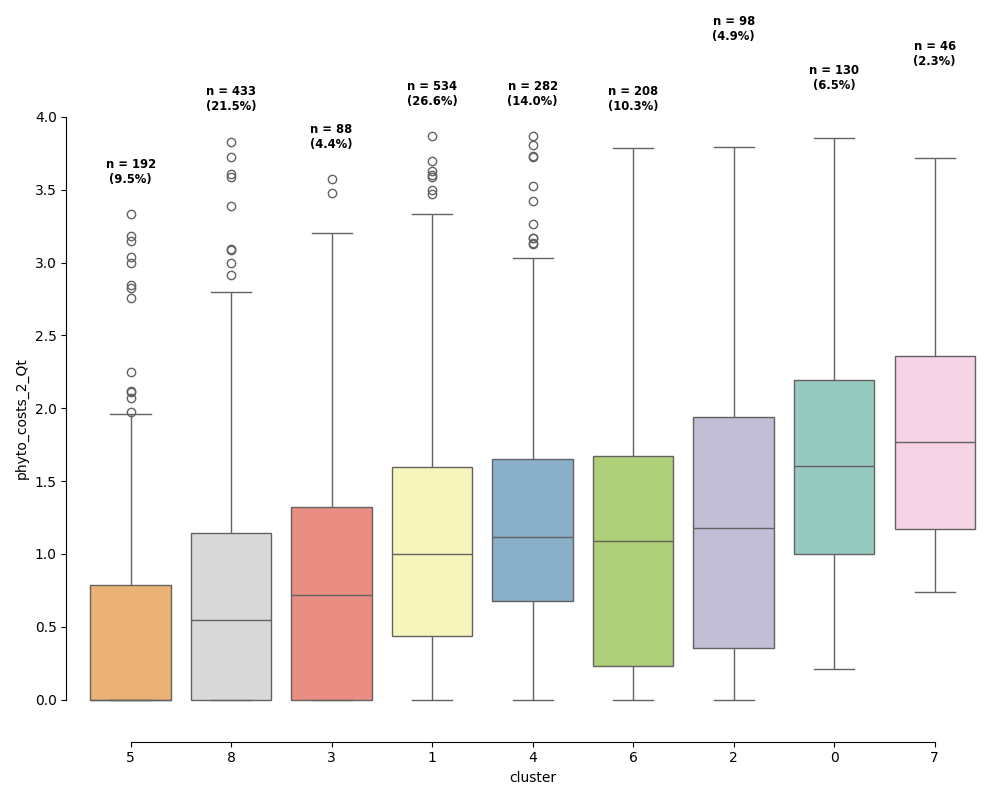 n = 98
(4.9%)
n = 46
(2.3%)
n = 130
(6.5%)
n = 433
(21.5%)
n = 534
(26.6%)
n = 282
(14.0%)
n = 208
(10.3%)
n = 88
(4.4%)
n = 192
(9.5%)
4.0
3.5
3.0
2.5
2.0
1.5
1.0
0.5
0.0
phyto_costs_2_Qt
5 8 3 1 4 6 2 0 7
cluster